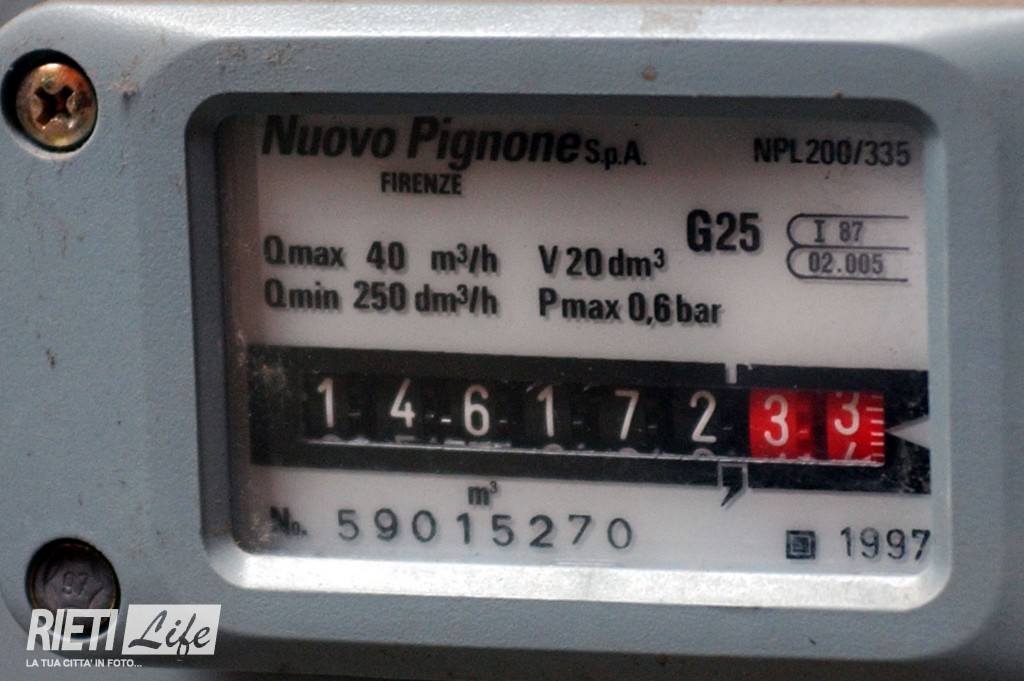 Nuovo Pignone S.p.A. NPL200/335
FIRENZE
G25 I 87
02.005
Qmax 40 m³/h V 20 dm³
Qmin 250 dm³/h Pmax 0,6 bar
1 4 6 1 7 2 3 3
m³
No. 59015270 1997
97
RIETI Life
LA TUA CITTA' IN FOTO...